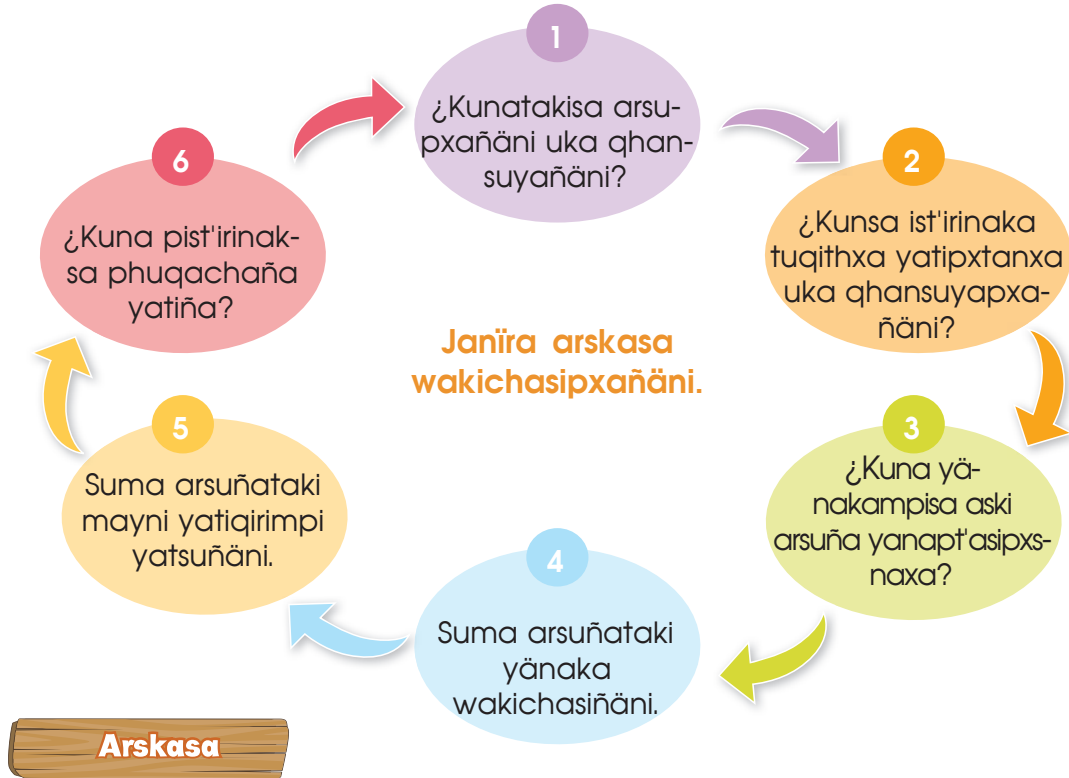 1
¿Kunatakisa arsu-
pxañäni uka qhan-
suyañäni?
2
¿Kunsa ist'irinaka
tuqithxa yatipxtanxa
uka qhansuyapxa-
ñäni?
3
¿Kuna yä-
nakampisa aski
arsuña yanapt'asipxs-
naxa?
4
Suma arsuñataki
yänaka
wakichasiñäni.
5
Suma arsuñataki
mayni yatiqirimpi
yatsuñäni.
6
¿Kuna pist'irinak-
sa phuqachaña
yatiña?
Janïra arskasa
wakichasipxañäni.
Arskasa